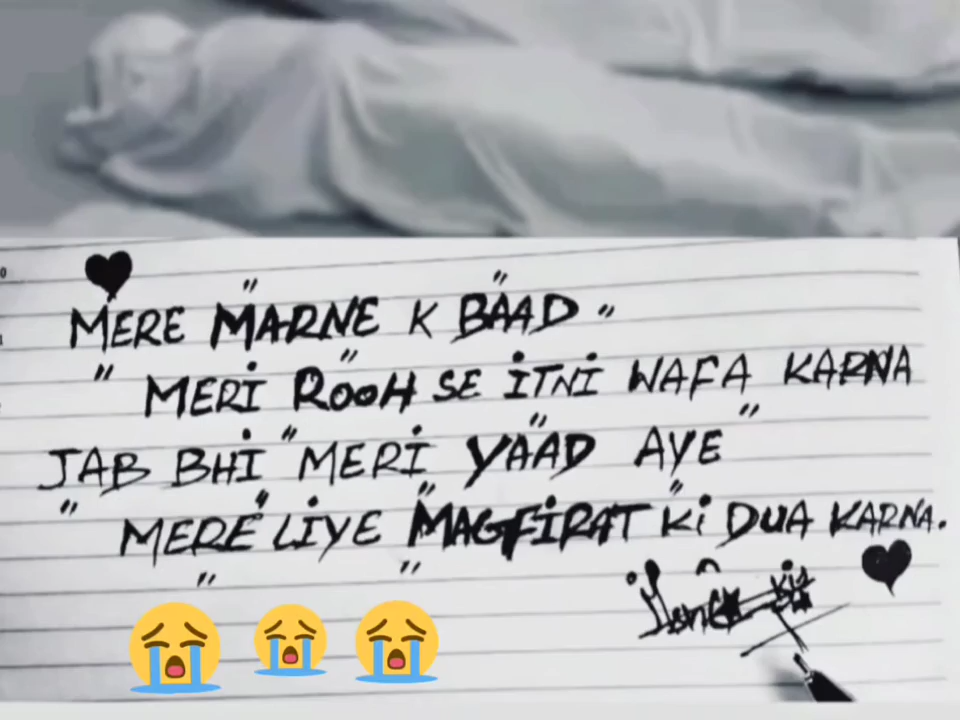 MERE MARNE K BAAD
MERI ROOH SE ITNI WAFA KARNA
JAB BHI MERI YAAD AYE
MERE LIYE MAGFIRAT KI DUA KARNA.